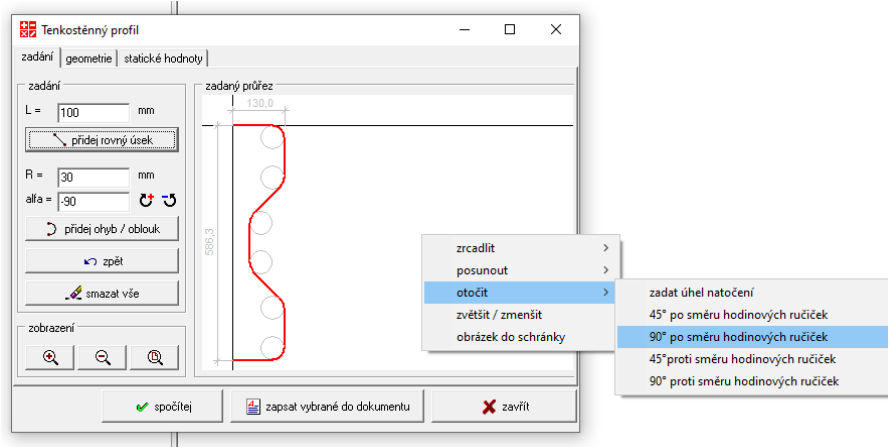 Tenkostěnný profil
zadání geometrie statické hodnoty
zadání
L = 100 mm
přidej rovný úsek
R = 30 mm
alfa = -90
přidej ohyb / oblouk
zpět
smazat vše
zobrazení
zadaný průřez
130,0
586,3
zrcadlit
posunout
otočit
zvětšit / zmenšit
obrázek do schránky
zadat úhel natočení
45° po směru hodinových ručiček
90° po směru hodinových ručiček
45°proti směru hodinových ručiček
90° proti směru hodinových ručiček
spočítej zapsat vybrané do dokumentu zavřít